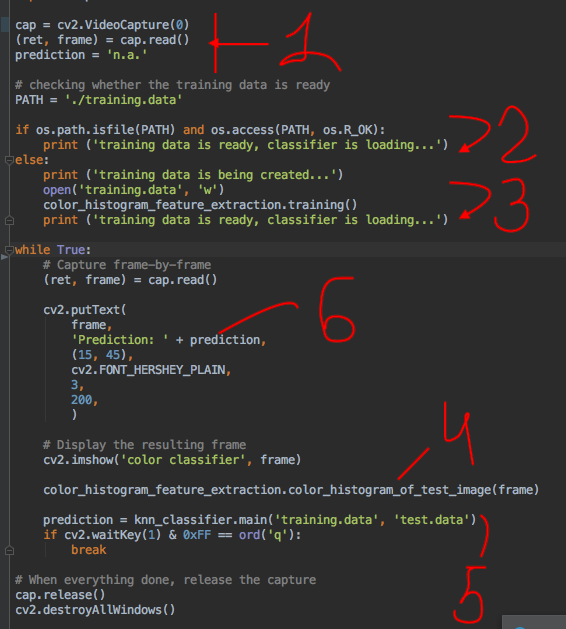 cap = cv2.VideoCapture(0)
(ret, frame) = cap.read()
prediction = 'n.a.'
1
# checking whether the training data is ready
PATH = './training.data'
if os.path.isfile(PATH) and os.access(PATH, os.R_OK):
print ('training data is ready, classifier is loading...')
2
else:
print ('training data is being created...')
open('training.data', 'w')
color_histogram_feature_extraction.training()
print ('training data is ready, classifier is loading...')
3
while True:
# Capture frame-by-frame
(ret, frame) = cap.read()
cv2.putText(
frame,
'Prediction: ' + prediction,
6
(15, 45),
cv2.FONT_HERSHEY_PLAIN,
3,
200,
)
# Display the resulting frame
cv2.imshow('color classifier', frame)
4
color_histogram_feature_extraction.color_histogram_of_test_image(frame)
prediction = knn_classifier.main('training.data', 'test.data')
if cv2.waitKey(1) & 0xFF == ord('q'):
break
5
# When everything done, release the capture
cap.release()
cv2.destroyAllWindows()